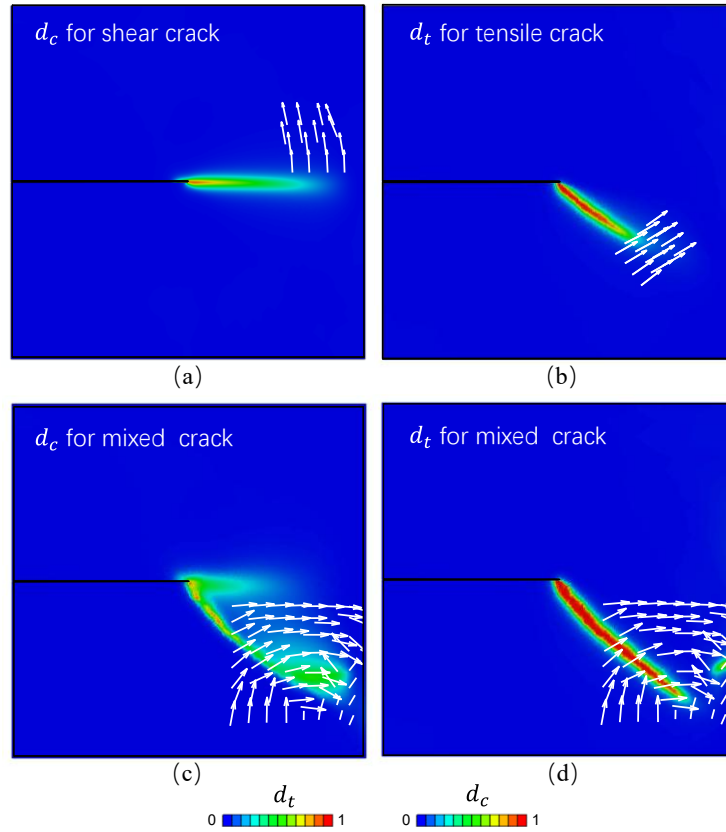 d_c for shear crack
d_t for tensile crack
(a)
(b)
d_c for mixed crack
d_t for mixed crack
(c)
(d)
d_t
d_c
0 1
0 1